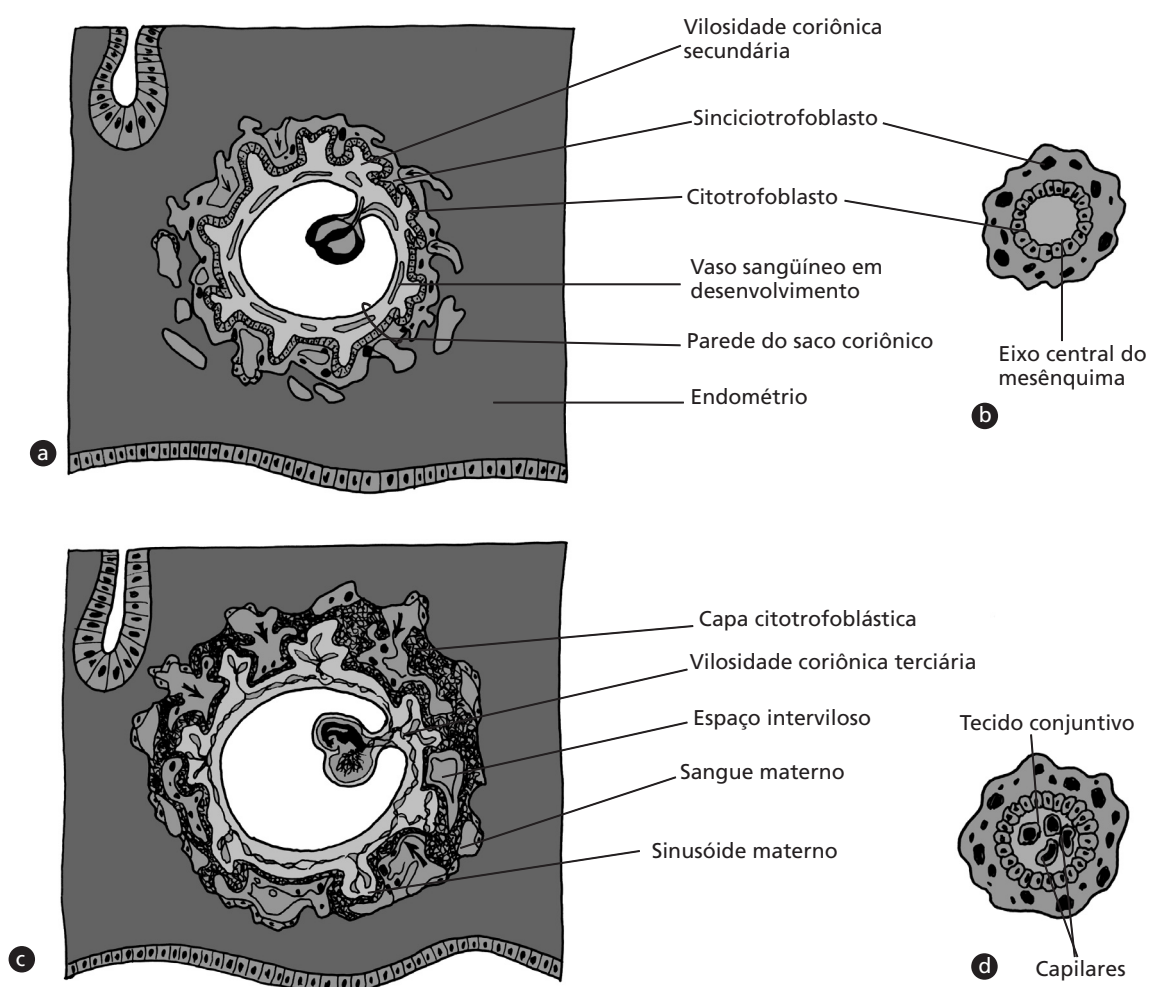 Vilosidade coriônica
secundária
Sinciciotrofoblasto
Citotrofoblasto
Vaso sangüíneo em
desenvolvimento
Parede do saco coriônico
Endométrio
a
Eixo central do
mesênquima
b
Capa citotrofoblástica
Vilosidade coriônica terciária
Espaço interviloso
Sangue materno
Sinusóide materno
c
Tecido conjuntivo
Capilares
d